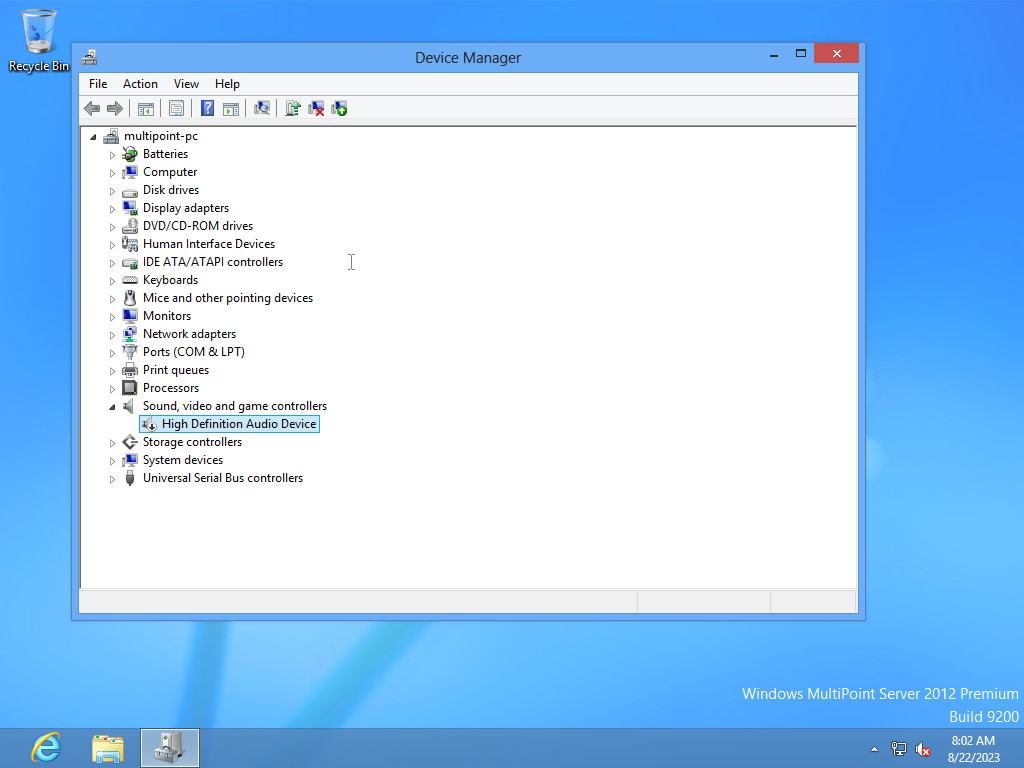 Recycle Bin
Device Manager
File Action View Help
multipoint-pc
Batteries
Computer
Disk drives
Display adapters
DVD/CD-ROM drives
Human Interface Devices
IDE ATA/ATAPI controllers
Keyboards
Mice and other pointing devices
Monitors
Network adapters
Ports (COM & LPT)
Print queues
Processors
Sound, video and game controllers
High Definition Audio Device
Storage controllers
System devices
Universal Serial Bus controllers
Windows MultiPoint Server 2012 Premium
Build 9200
8:02 AM
8/22/2023